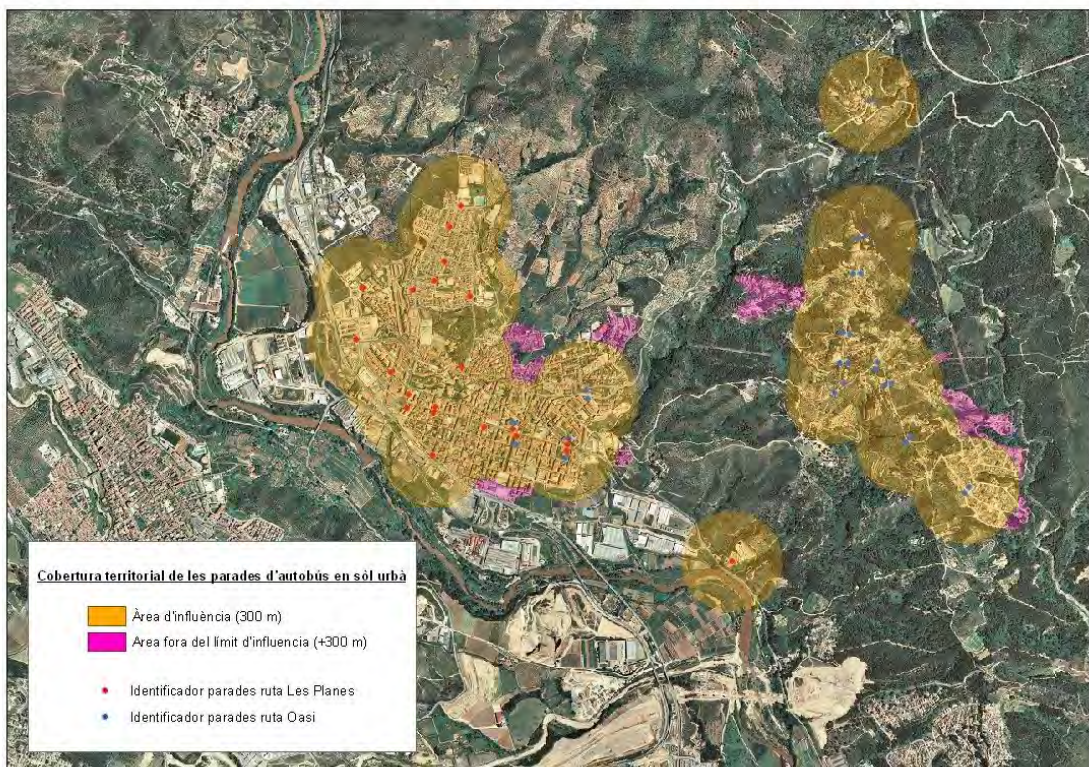 Cobertura territorial de les parades d'autobús en sòl urbà
Àrea d'influència (300 m)
Area fora del límit d'influencia (+300 m)
Identificador parades ruta Les Planes
Identificador parades ruta Oasi